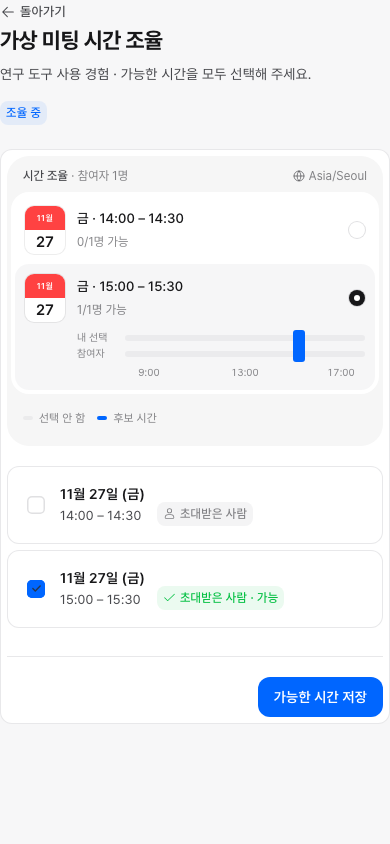 돌아가기
가상 미팅 시간 조율
연구 도구 사용 경험 · 가능한 시간을 모두 선택해 주세요.
조율 중
시간 조율 · 참여자 1명 Asia/Seoul
11월
27
금 · 14:00 – 14:30
0/1명 가능
11월
27
금 · 15:00 – 15:30
1/1명 가능
내 선택
참여자
9:00 13:00 17:00
선택 안 함 후보 시간
11월 27일 (금)
14:00 – 14:30 초대받은 사람
11월 27일 (금)
15:00 – 15:30 초대받은 사람 · 가능
가능한 시간 저장